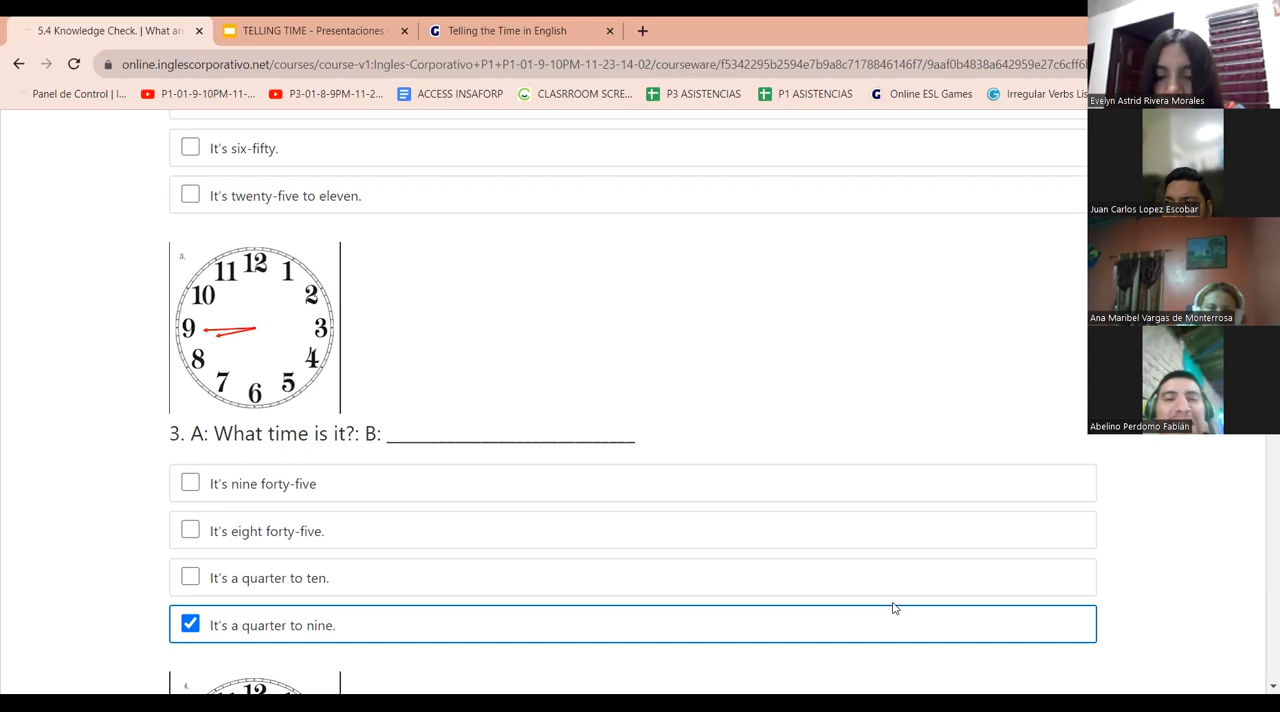 5.4 Knowledge Check. | What an
TELLING TIME - Presentaciones
Telling the Time in English
online.inglescorporativo.net/courses/course-v1:Ingles-Corporativo+P1+P1-01-9-10PM-11-23-14-02/courseware/f5342295b2594e7b9a8c7178846146f7/9aaf0b4838a642959e27c6cff6b
Panel de Control | I...
P1-01-9-10PM-11-...
P3-01-8-9PM-11-2...
ACCESS INSAFORP
CLASRROOM SCRE...
P3 ASISTENCIAS
P1 ASISTENCIAS
Online ESL Games
Irregular Verbs Lis
Evelyn Astrid Rivera Morales
Juan Carlos Lopez Escobar
Ana Maribel Vargas de Monterrosa
Abelino Perdomo Fabián
It's six-fifty.
It's twenty-five to eleven.
3.
12
11
1
10
2
9
3
8
4
7
5
6
3. A: What time is it?: B: ________________________
It's nine forty-five
It's eight forty-five.
It's a quarter to ten.
It's a quarter to nine.
4.
12